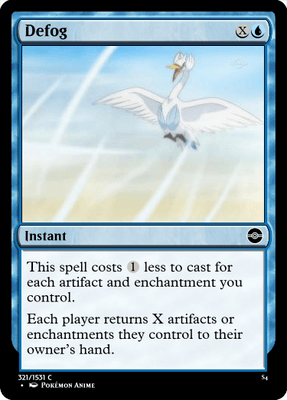 Defog
X
Instant
This spell costs 1 less to cast for
each artifact and enchantment you
control.
Each player returns X artifacts or
enchantments they control to their
owner's hand.
321/1531 C
S4
• Pokémon Anime